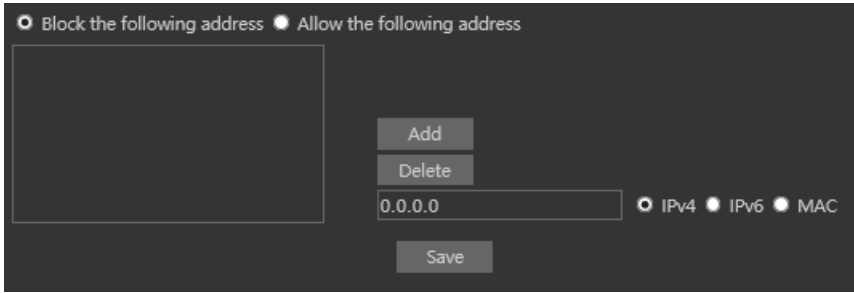 Block the following address Allow the following address
Add
Delete
0.0.0.0 IPv4 IPv6 MAC
Save